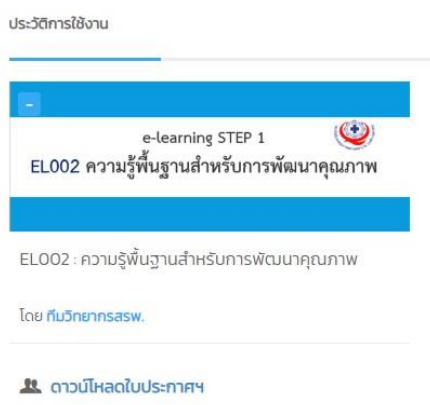 ประวัติการใช้งาน
-
e-learning STEP 1
EL002 ความรู้พื้นฐานสำหรับการพัฒนาคุณภาพ
EL002 : ความรู้พื้นฐานสำหรับการพัฒนาคุณภาพ
โดย ทีมวิทยากรสรพ.
ดาวน์โหลดใบประกาศฯ